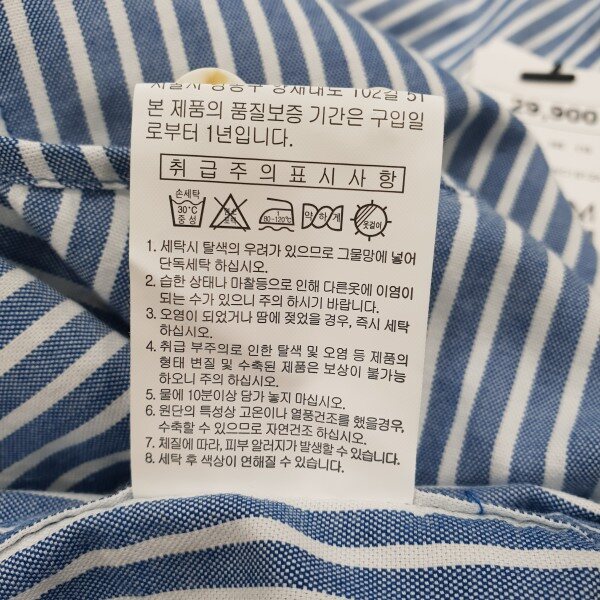 102길 51
29,900
본 제품의 품질보증 기간은 구입일
로부터 1년입니다.
취급주의표시사항
손세탁
30℃
중성
80~120℃
약하게
옷걸이
M
1. 세탁시 탈색의 우려가 있으므로 그물망에 넣어
단독세탁 하십시오.
2. 습한 상태나 마찰등으로 인해 다른옷에 이염이
되는 수가 있으니 주의 하시기 바랍니다.
3. 오염이 되었거나 땀에 젖었을 경우, 즉시 세탁
하십시오.
4. 취급 부주의로 인한 탈색 및 오염 등 제품의
형태 변질 및 수축된 제품은 보상이 불가능
하오니 주의 하십시오.
5. 물에 10분이상 담가 놓지 마십시오.
6. 원단의 특성상 고온이나 열풍건조를 했을경우,
수축할 수 있으므로 자연건조 하십시오.
7. 체질에 따라, 피부 알러지가 발생할 수 있습니다.
8. 세탁 후 색상이 연해질 수 있습니다.